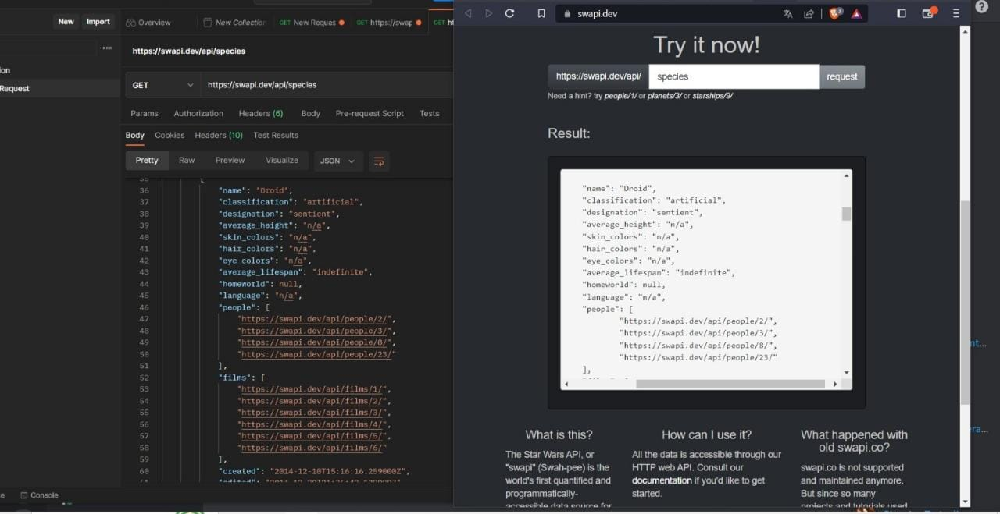 New
Import
Overview
New Collection
GET New Reques
GET https://swap
GET
https://swapi.dev/api/species
Request
GET
https://swapi.dev/api/species
Params
Authorization
Headers (6)
Body
Pre-request Script
Tests
Body
Cookies
Headers (10)
Test Results
Pretty
Raw
Preview
Visualize
JSON
35 {
36 "name": "Droid",
37 "classification": "artificial",
38 "designation": "sentient",
39 "average_height": "n/a",
40 "skin_colors": "n/a",
41 "hair_colors": "n/a",
42 "eye_colors": "n/a",
43 "average_lifespan": "indefinite",
44 "homeworld": null,
45 "language": "n/a",
46 "people": [
47 "https://swapi.dev/api/people/2/",
48 "https://swapi.dev/api/people/3/",
49 "https://swapi.dev/api/people/8/",
50 "https://swapi.dev/api/people/23/"
51 ],
52 "films": [
53 "https://swapi.dev/api/films/1/",
54 "https://swapi.dev/api/films/2/",
55 "https://swapi.dev/api/films/3/",
56 "https://swapi.dev/api/films/4/",
57 "https://swapi.dev/api/films/5/",
58 "https://swapi.dev/api/films/6/"
59 ],
60 "created": "2014-12-10T15:16:16.259000Z",
Console
swapi.dev
Try it now!
https://swapi.dev/api/
species
request
Need a hint? try people/1/ or planets/3/ or starships/9/
Result:
"name": "Droid",
"classification": "artificial",
"designation": "sentient",
"average_height": "n/a",
"skin_colors": "n/a",
"hair_colors": "n/a",
"eye_colors": "n/a",
"average_lifespan": "indefinite",
"homeworld": null,
"language": "n/a",
"people": [
"https://swapi.dev/api/people/2/",
"https://swapi.dev/api/people/3/",
"https://swapi.dev/api/people/8/",
"https://swapi.dev/api/people/23/"
],
What is this?
The Star Wars API, or
"swapi" (Swah-pee) is the
world's first quantified and
programmatically-
accessible data source for
How can I use it?
All the data is accessible through our
HTTP web API. Consult our
documentation if you'd like to get
started.
What happened with
old swapi.co?
swapi.co is not supported
and maintained anymore.
But since so many
projects and tutorials used